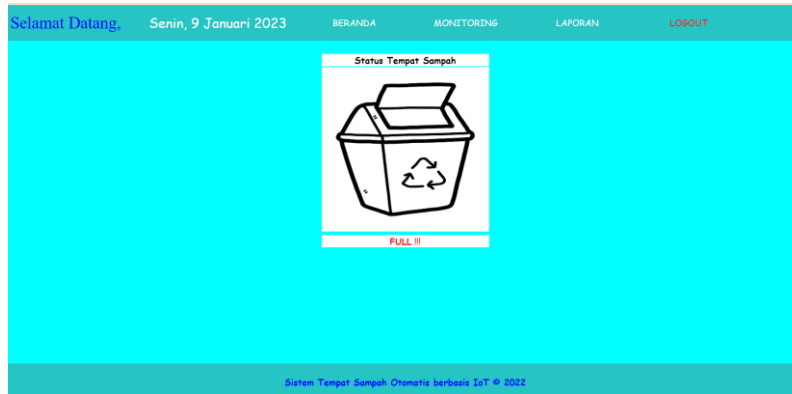 Selamat Datang, Senin, 9 Januari 2023 BERANDA MONITORING LAPORAN LOGOUT
Status Tempat Sampah
FULL !!!
Sistem Tempat Sampah Otomatis berbasis IoT © 2022